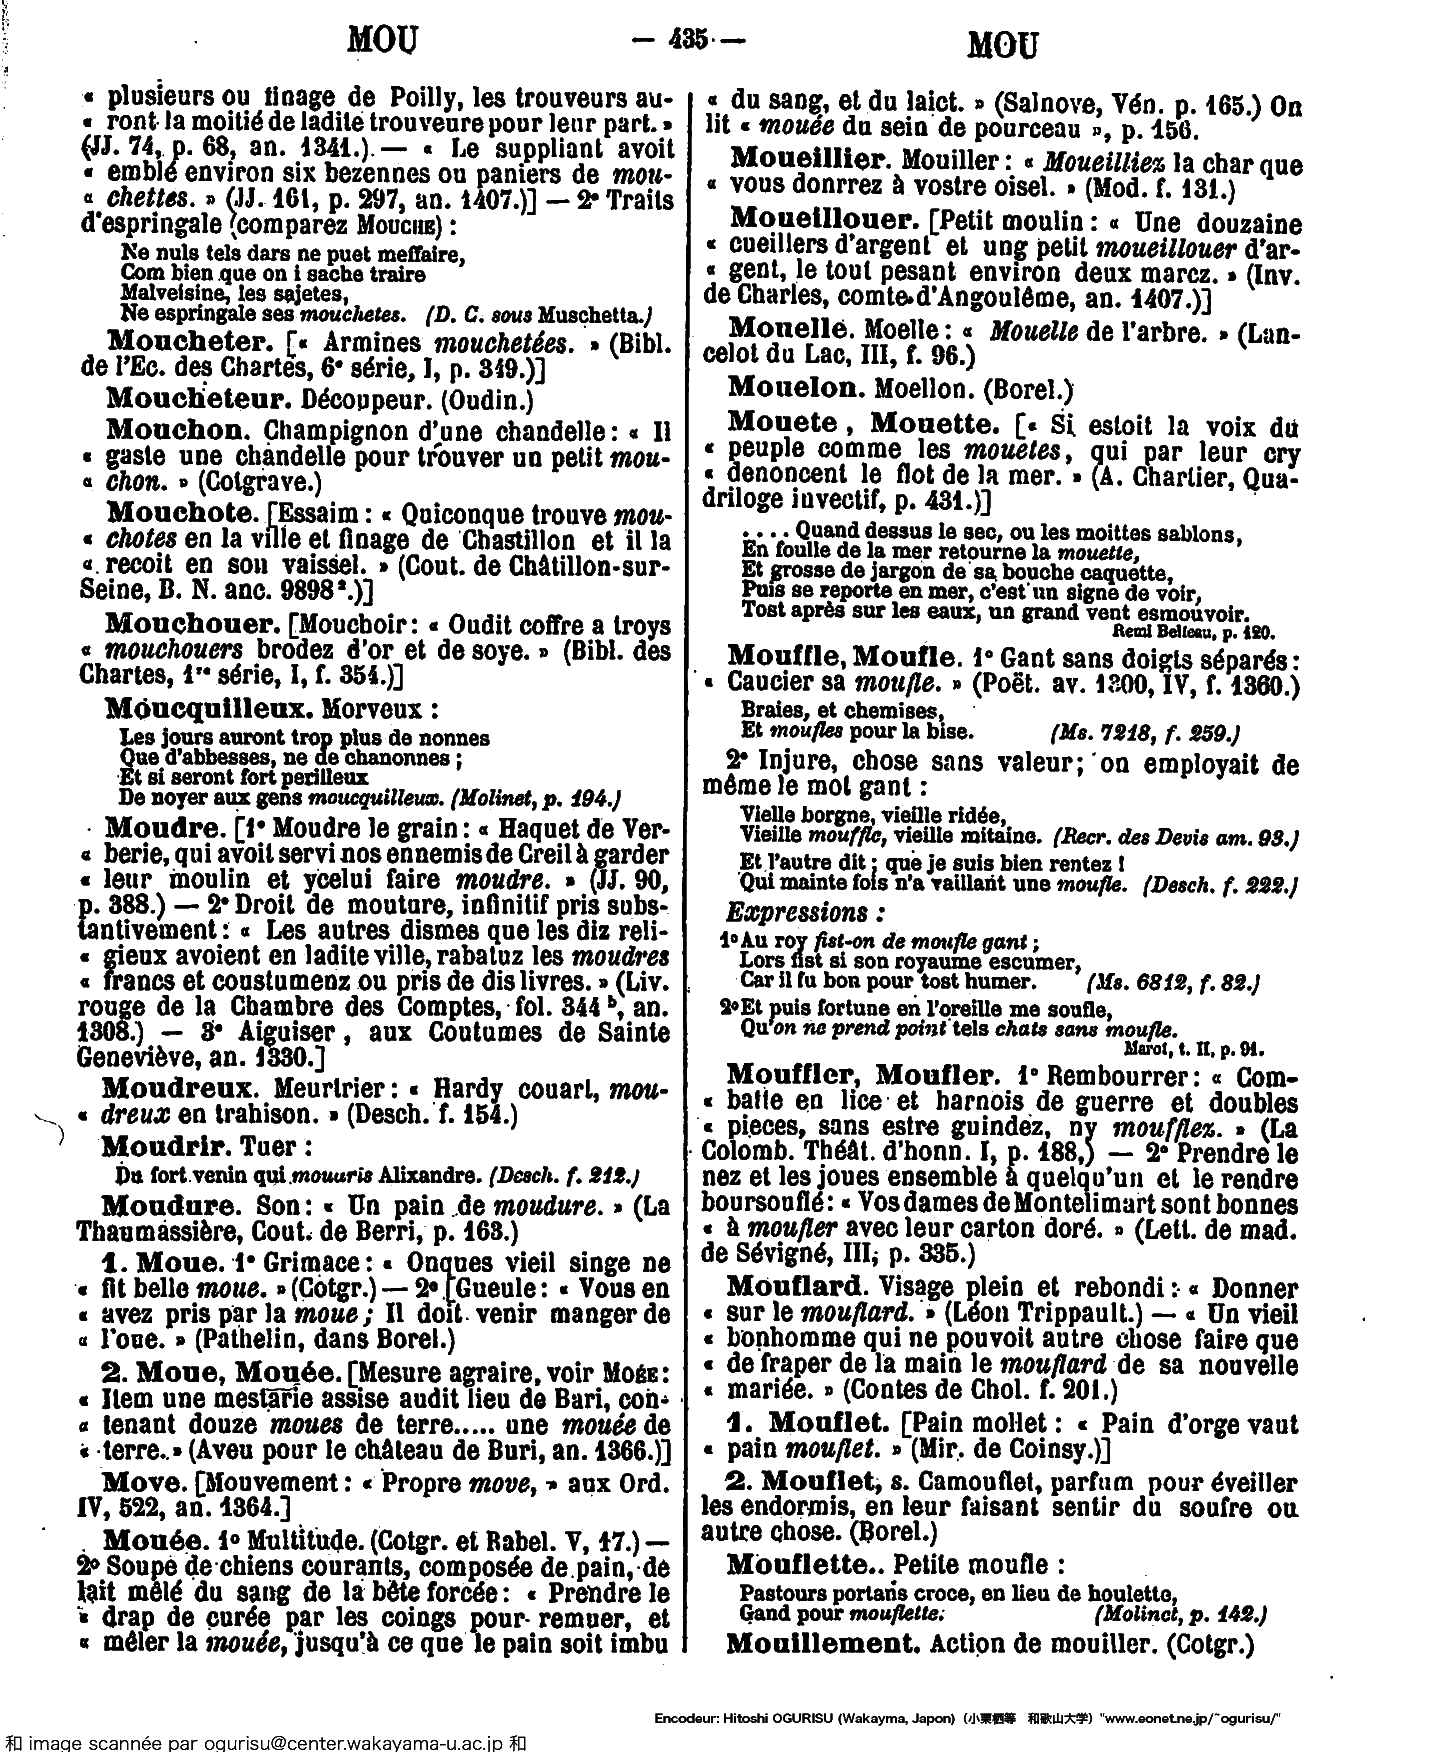 MOU — 435 — MOU
« plusieurs ou finage de Poilly, les trouveurs au-
« ront la moitié de ladite trouveure pour leur part. »
(JJ. 74, p. 68, an. 1341.) — « Le suppliant avoit
« emblé environ six bezennes ou paniers de mou-
« chettes. » (JJ. 161, p. 297, an. 1407.)] — 2° Traits
d'espringale (comparez MOUCHE) :
Ne nuls tels dars ne puet meffaire,
Com bien que on i sache traire
Malveisine, les sajetes,
Ne espringale ses mouchetes. (D. C. sous Muschetta.)
Moucheter. [« Armines mouchetées. » (Bibl.
de l'Ec. des Chartes, 6e série, I, p. 349.)]
Moucheteur. Découpeur. (Oudin.)
Mouchon. Champignon d'une chandelle : « Il
« gaste une chandelle pour trouver un petit mou-
« chon. » (Cotgrave.)
Mouchote. [Essaim : « Quiconque trouve mou-
« chotes en la ville et finage de Chastillon et il la
« recoit en son vaissel. » (Cout. de Châtillon-sur-
Seine, B. N. anc. 9898 ².)]
Mouchouer. [Mouchoir : « Oudit coffre a troys
« mouchouers brodez d'or et de soye. » (Bibl. des
Chartes, 1re série, I, f. 354.)]
Moucquilleux. Morveux :
Les jours auront trop plus de nonnes
Que d'abbesses, ne de chanonnes ;
Et si seront fort perilleux
De noyer aux gens moucquilleux. (Molinet, p. 194.)
Moudre. [1° Moudre le grain : « Haquet de Ver-
« berie, qui avoit servi nos ennemis de Creil à garder
« leur moulin et ycelui faire moudre. » (JJ. 90,
p. 388.) — 2° Droit de mouture, infinitif pris subs-
tantivement : « Les autres dismes que les diz reli-
« gieux avoient en ladite ville, rabatuz les moudres
« francs et coustumenz ou pris de dis livres. » (Liv.
rouge de la Chambre des Comptes, fol. 344 b, an.
1308.) — 3° Aiguiser, aux Coutumes de Sainte
Geneviève, an. 1330.]
Moudreux. Meurtrier : « Hardy couart, mou-
« dreux en trahison. » (Desch. f. 154.)
Moudrir. Tuer :
Du fort venin qui Alixandre. (Desch. f. 212.)
Moudure. Son : « Un pain de moudure. » (La
Thaumassière, Cout. de Berri, p. 163.)
1. Moue. 1° Grimace : « Onques vieil singe ne
« fit belle moue. » (Cotgr.) — 2° [Gueule : « Vous en
« avez pris par la moue ; Il doit venir manger de
« l'oue. » (Pathelin, dans Borel.)
2. Moue, Mouée. [Mesure agraire, voir MOÉE :
« Item une mestarie assise audit lieu de Bari, con-
« tenant douze moues de terre..... une mouée de
« terre. » (Aveu pour le château de Buri, an. 1366.)]
Move. [Mouvement : « Propre move, » aux Ord.
IV, 522, an. 1364.]
Mouée. 1° Multitude. (Cotgr. et Rabel. V, 17.) —
2° Soupe de chiens courants, composée de pain, de
lait mêlé du sang de la bête forcée : « Prendre le
« drap de curée par les coings pour remuer, et
« mêler la mouée, jusqu'à ce que le pain soit imbu
« du sang, et du laict. » (Salnove, Vén. p. 165.) On
lit « mouée du sein de pourceau », p. 156.
Moueillier. Mouiller : « Moueilliez la char que
« vous donrrez à vostre oisel. » (Mod. f. 131.)
Moueillouer. [Petit moulin : « Une douzaine
« cueillers d'argent et ung petit moueillouer d'ar-
« gent, le tout pesant environ deux marcz. » (Inv.
de Charles, comte d'Angoulême, an. 1407.)]
Mouelle. Moelle : « Mouelle de l'arbre. » (Lan-
celot du Lac, III, f. 96.)
Mouelon. Moellon. (Borel.)
Mouete, Mouette. [« Si estoit la voix du
« peuple comme les mouetes, qui par leur cry
« denoncent le flot de la mer. » (A. Chartier, Qua-
driloge invectif, p. 431.)]
.... Quand dessus le sec, ou les moittes sablons,
En foulle de la mer retourne la mouette,
Et grosse de jargon de sa bouche caquette,
Puis se reporte en mer, c'est un signe de voir,
Tost après sur les eaux, un grand vent esmouvoir.
Remi Belleau, p. 120.
Mouffle, Moufle. 1° Gant sans doigts séparés :
« Caucier sa moufle. » (Poët. av. 1300, IV, f. 1360.)
Braies, et chemises,
Et moufles pour la bise. (Ms. 7218, f. 259.)
2° Injure, chose sans valeur ; on employait de
même le mot gant :
Vielle borgne, vieille ridée,
Vieille mouffle, vieille mitaine. (Recr. des Devis am. 93.)
Et l'autre dit ; que je suis bien rentez !
Qui mainte fois n'a vaillant une moufle. (Desch. f. 222.)
Expressions :
1° Au roy fist-on de moufle gant ;
Lors fist si son royaume escumer,
Car il fu bon pour tost humer. (Ms. 6812, f. 82.)
2° Et puis fortune en l'oreille me soufle,
Qu'on ne prend point tels chats sans moufle.
Marot, t. II, p. 91.
Mouffler, Moufler. 1° Rembourrer : « Com-
« batte en lice et harnois de guerre et doubles
« pieces, sans estre guindez, ny moufflez. » (La
Colomb. Théât. d'honn. I, p. 188,) — 2° Prendre le
nez et les joues ensemble à quelqu'un et le rendre
boursouflé : « Vos dames de Montelimart sont bonnes
« à moufler avec leur carton doré. » (Lett. de mad.
de Sévigné, III, p. 335.)
Mouflard. Visage plein et rebondi : « Donner
« sur le mouflard. » (Léon Trippault.) — « Un vieil
« bonhomme qui ne pouvoit autre chose faire que
« de fraper de la main le mouflard de sa nouvelle
« mariée. » (Contes de Chol. f. 201.)
1. Mouflet. [Pain mollet : « Pain d'orge vaut
« pain mouflet. » (Mir. de Coinsy.)]
2. Mouflet, s. Camouflet, parfum pour éveiller
les endormis, en leur faisant sentir du soufre ou
autre chose. (Borel.)
Mouflette.. Petite moufle :
Pastours portans croce, en lieu de houlette,
Gand pour mouflette. (Molinet, p. 142.)
Mouillement. Action de mouiller. (Cotgr.)
Encodeur: Hitoshi OGURISU (Wakayma, Japon) (小栗栖等 和歌山大学) "www.eonet.ne.jp/~ogurisu/"
和 image scannée par ogurisu@center.wakayama-u.ac.jp 和